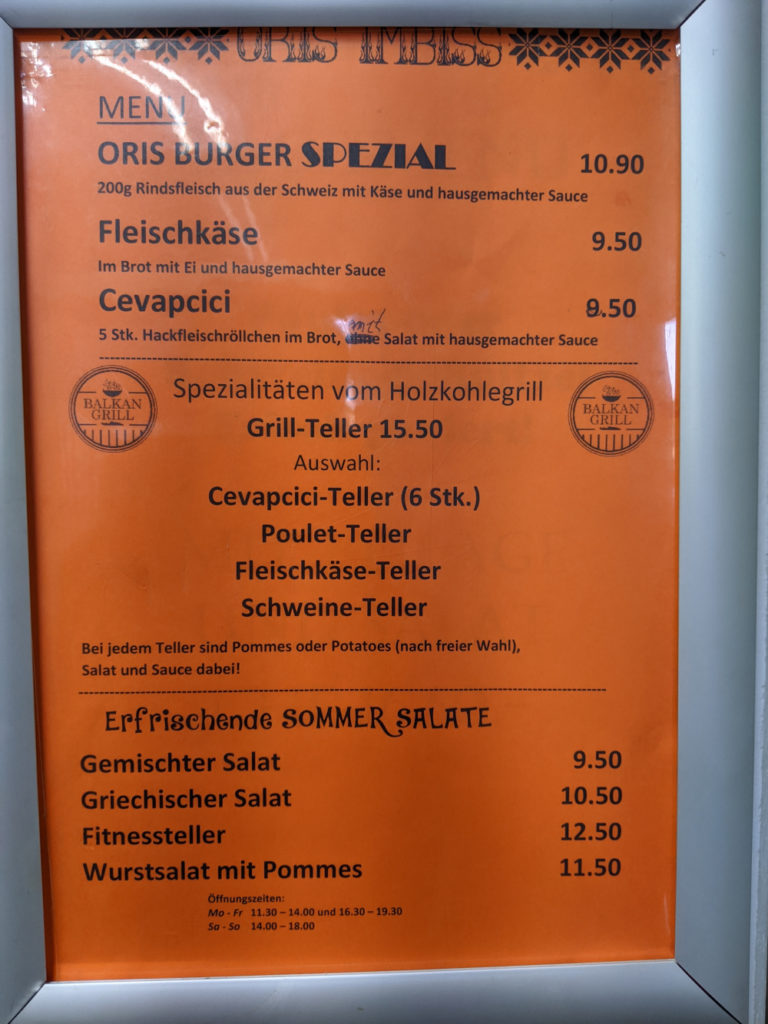 ORIS IMBISS
MENU
ORIS BURGER SPEZIAL 10.90
200g Rindsfleisch aus der Schweiz mit Käse und hausgemachter Sauce
Fleischkäse 9.50
Im Brot mit Ei und hausgemachter Sauce
Cevapcici 9.50
5 Stk. Hackfleischröllchen im Brot, mit Salat mit hausgemachter Sauce
Spezialitäten vom Holzkohlegrill
BALKAN
GRILL
BALKAN
GRILL
Grill-Teller 15.50
Auswahl:
Cevapcici-Teller (6 Stk.)
Poulet-Teller
Fleischkäse-Teller
Schweine-Teller
Bei jedem Teller sind Pommes oder Potatoes (nach freier Wahl),
Salat und Sauce dabei!
Erfrischende SOMMER SALATE
Gemischter Salat 9.50
Griechischer Salat 10.50
Fitnessteller 12.50
Wurstsalat mit Pommes 11.50
Öffnungszeiten:
Mo - Fr 11.30 – 14.00 und 16.30 – 19.30
Sa - So 14.00 – 18.00